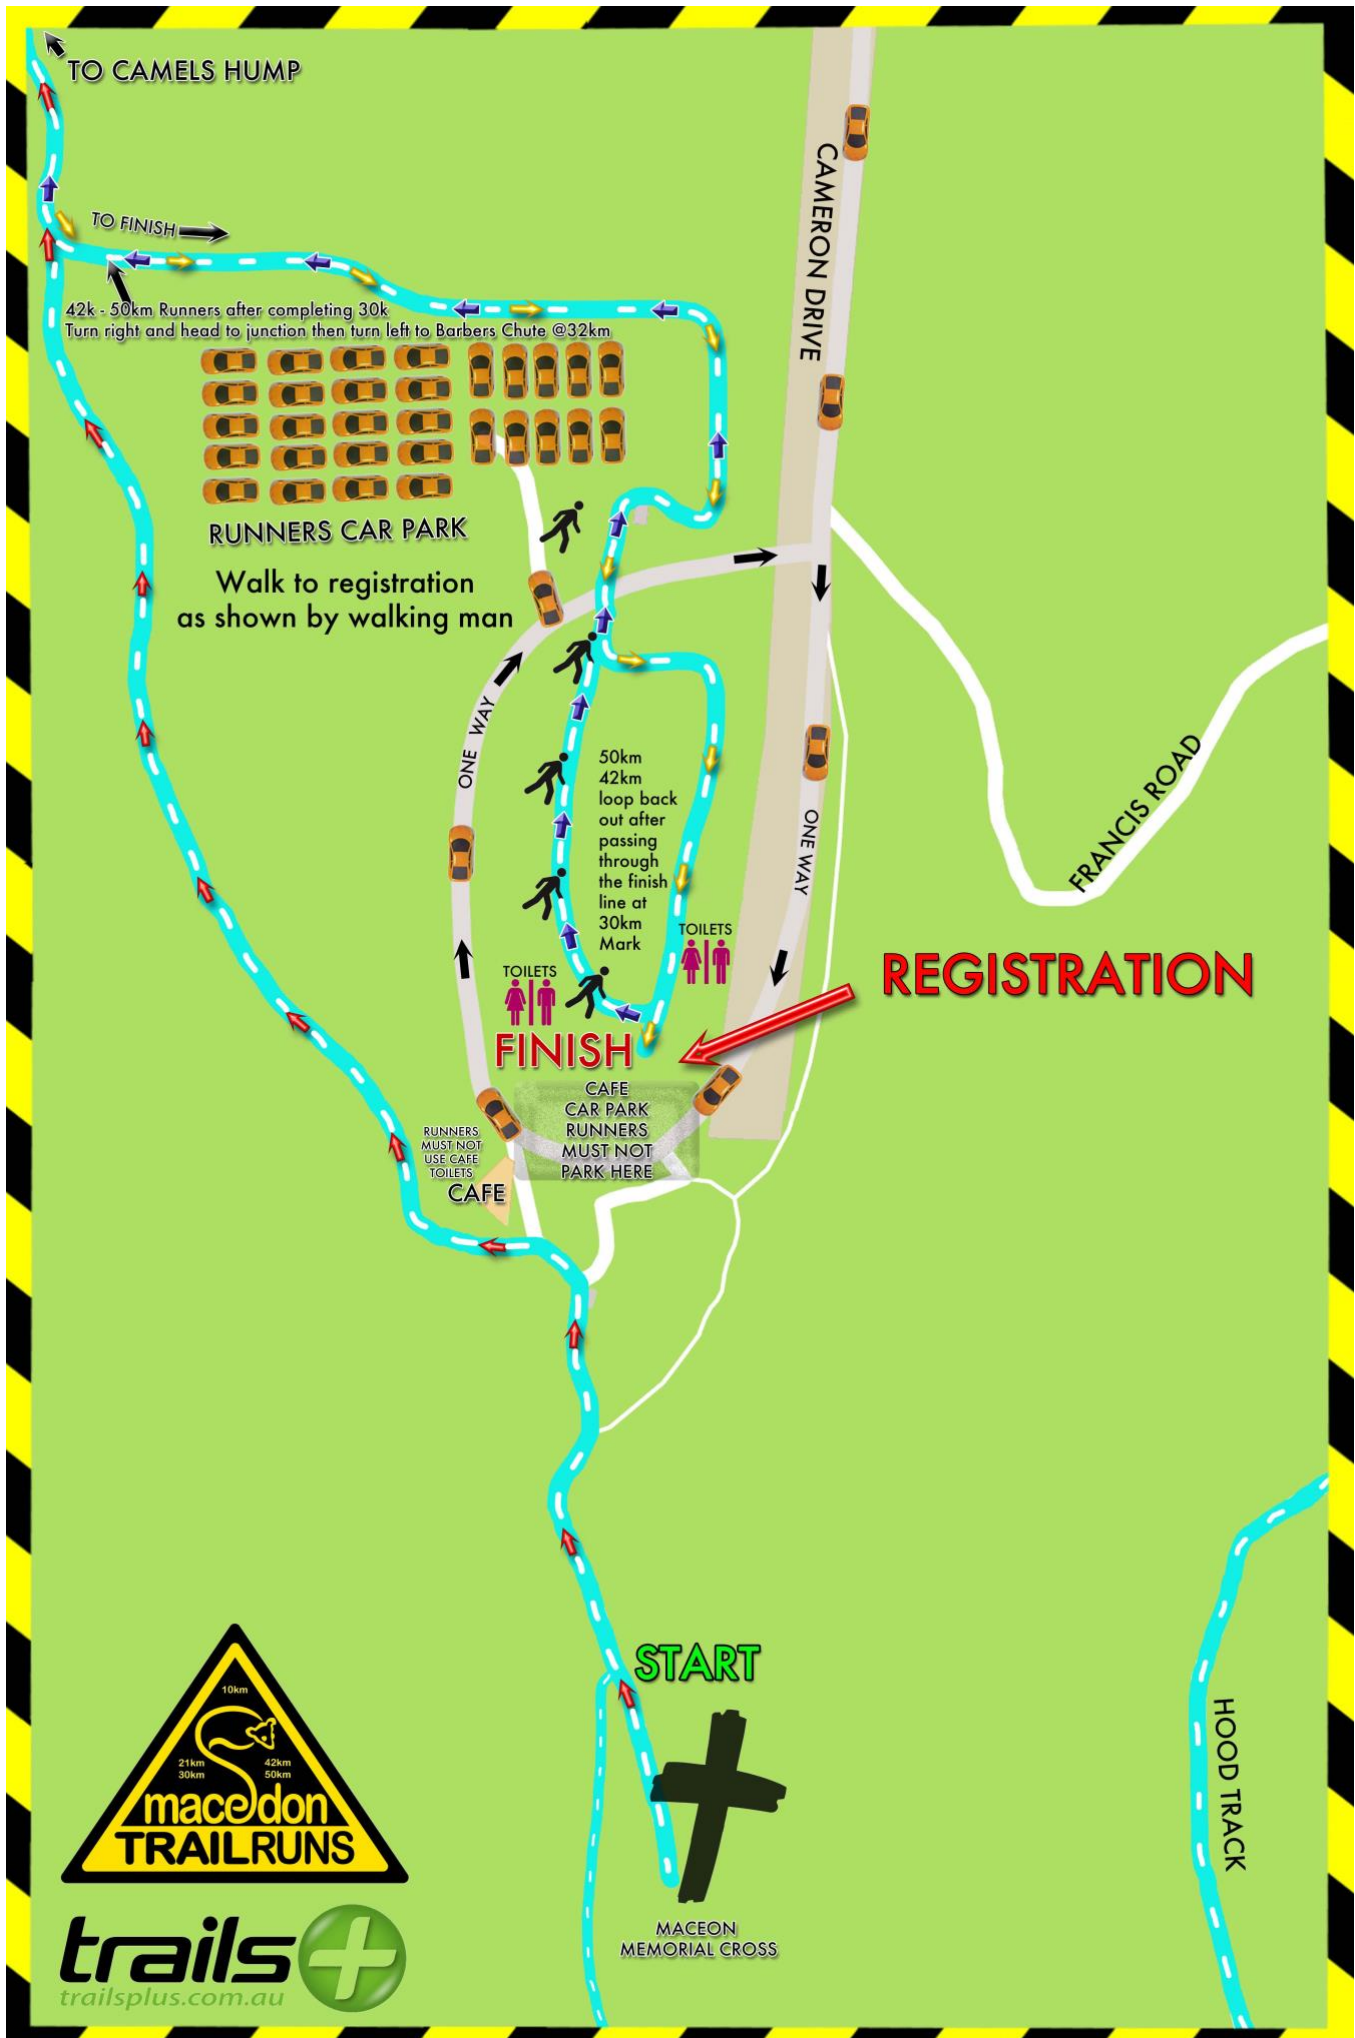 TO CAMELS HUMP
CAMERON DRIVE
TO FINISH
42k - 50km Runners after completing 30k
Turn right and head to junction then turn left to Barbers Chute @32km
RUNNERS CAR PARK
Walk to registration
as shown by walking man
ONE WAY
50km
42km
loop back
out after
passing
through
the finish
line at
30km
Mark
ONE WAY
FRANCIS ROAD
TOILETS
TOILETS
REGISTRATION
FINISH
CAFE
CAR PARK
RUNNERS
MUST NOT
PARK HERE
RUNNERS
MUST NOT
USE CAFE
TOILETS
CAFE
START
HOOD TRACK
MACEON
MEMORIAL CROSS
10km
21km
30km
42km
50km
macedon
TRAILRUNS
trails+
trailsplus.com.au